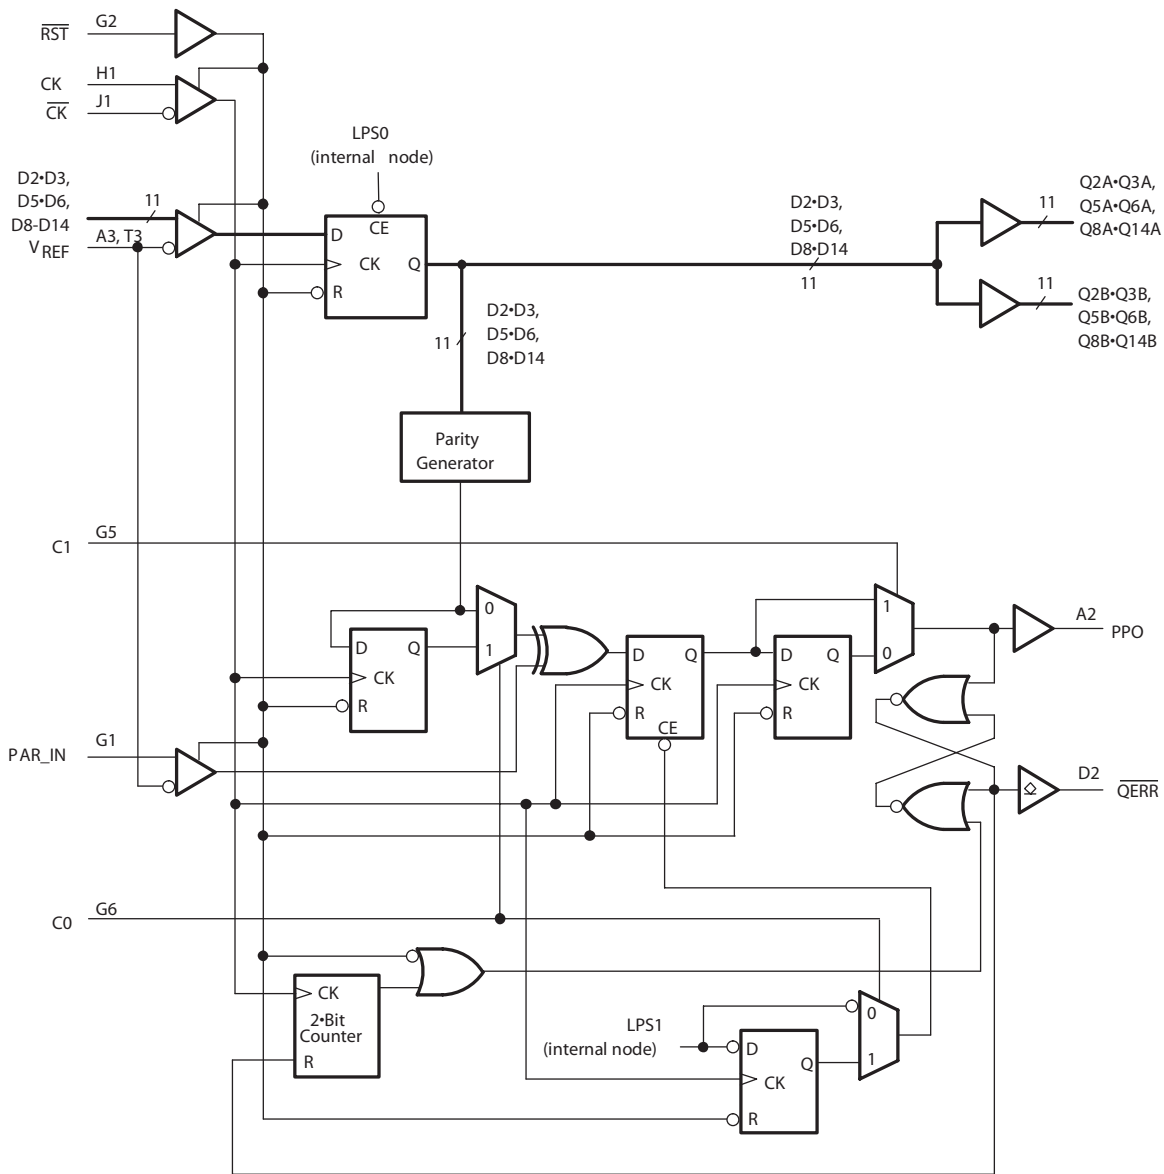 RST
G2
CK
H1
CK
J1
LPS0
(internal node)
D2•D3,
D5•D6,
D8-D14
11
VREF
A3, T3
D
CE
CK
Q
R
D2•D3,
D5•D6,
D8•D14
11
11
Q2A•Q3A,
Q5A•Q6A,
Q8A•Q14A
11
Q2B•Q3B,
Q5B•Q6B,
Q8B•Q14B
11
D2•D3,
D5•D6,
D8•D14
Parity
Generator
C1
G5
0
1
D
Q
CK
R
D
Q
CK
R
CE
D
Q
CK
R
1
0
A2
PPO
PAR_IN
G1
D2
QERR
C0
G6
CK
2•Bit
Counter
R
LPS1
(internal node)
0
1
D
Q
CK
R